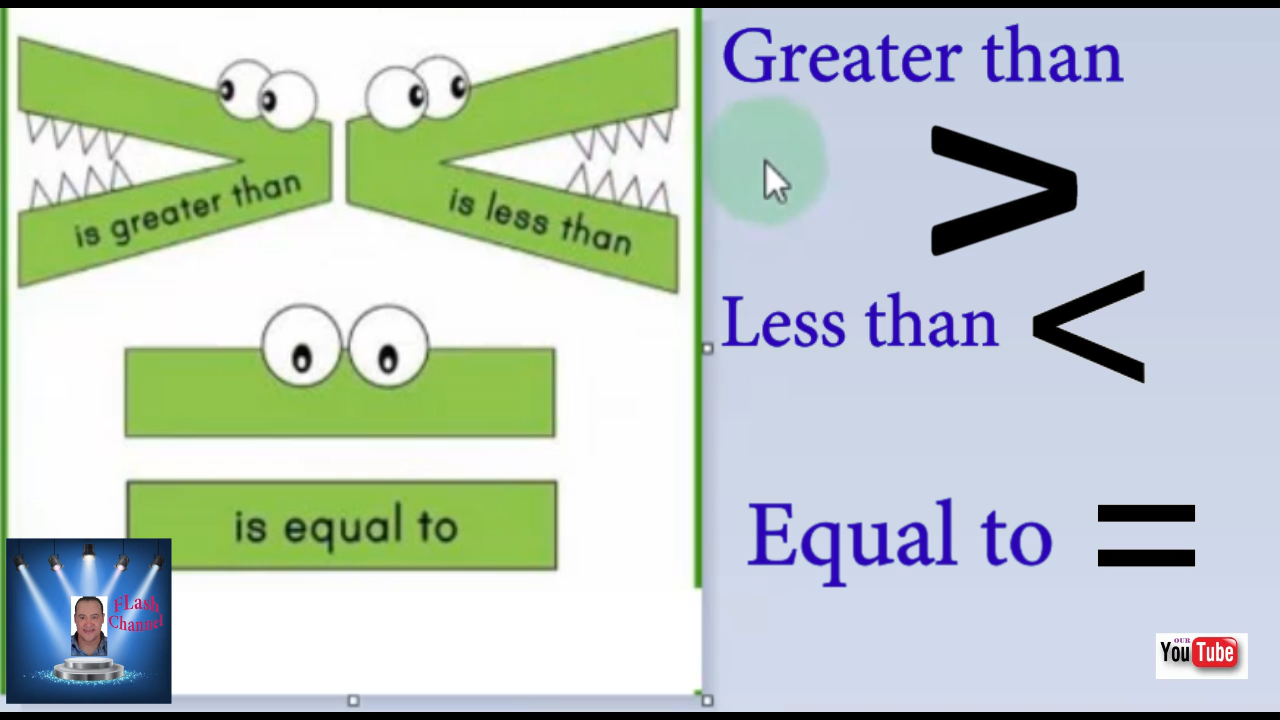 is greater than
is less than
is equal to
Greater than
>
Less than <
Equal to =
FLash
Channel
OUR
YouTube